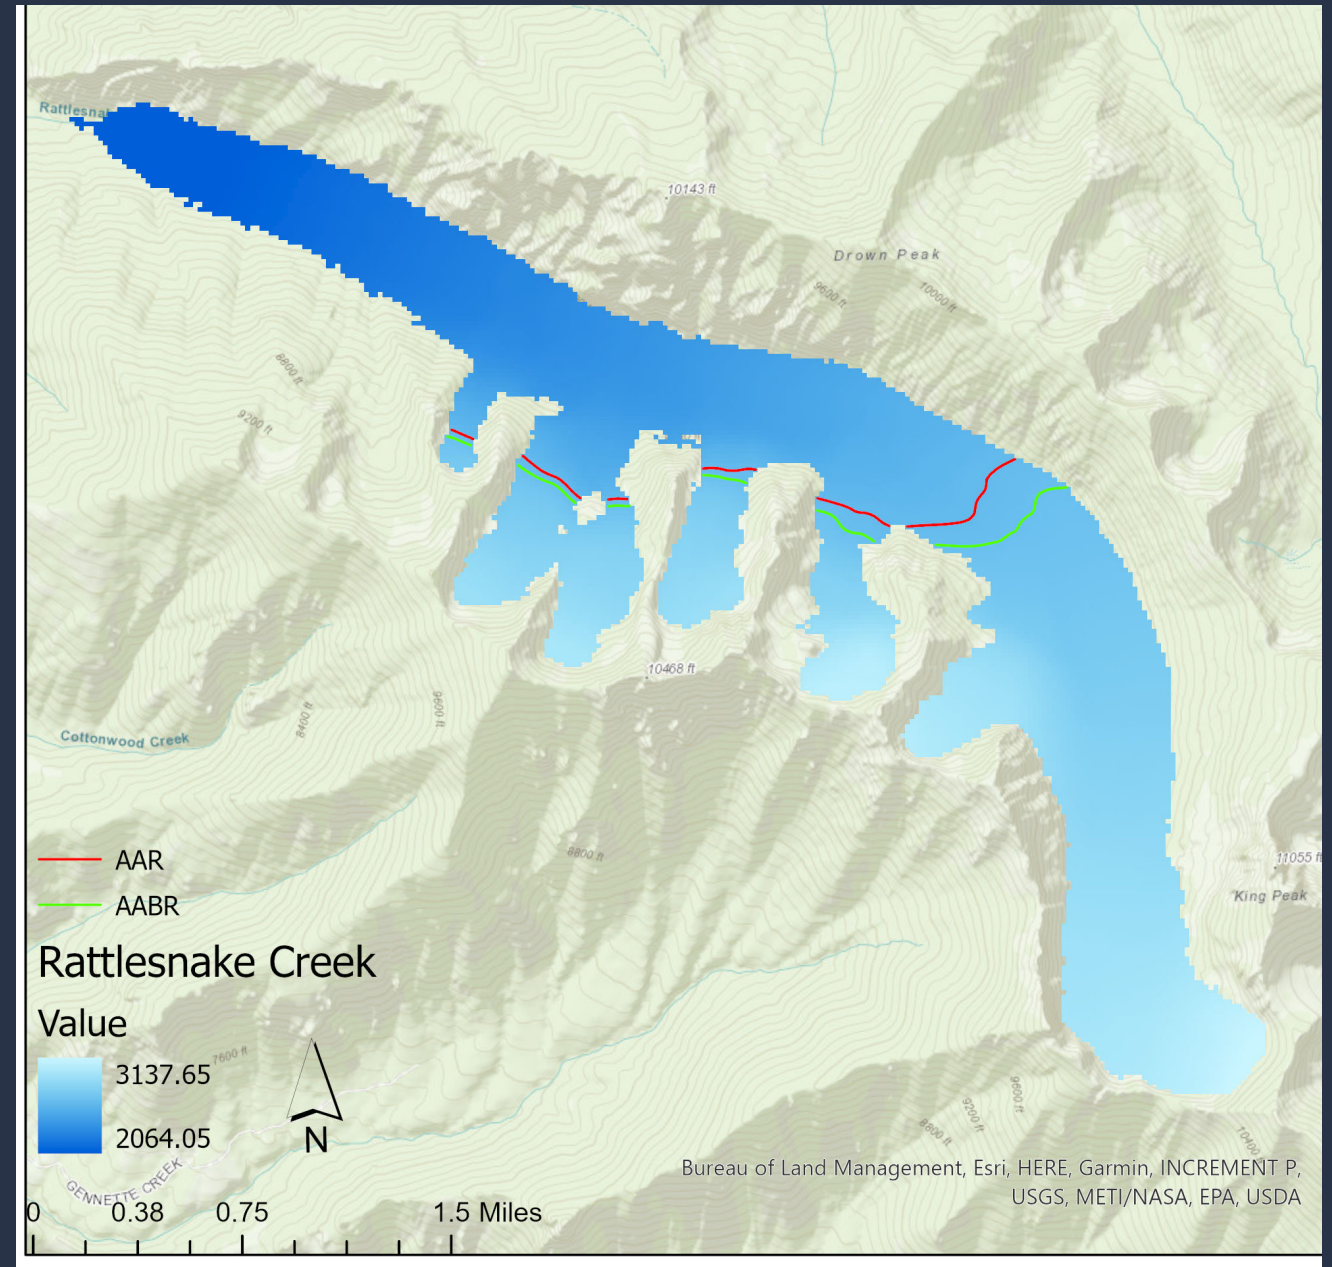 Rattlesnak
10143 ft
Drown Peak
9600 ft
10000 ft
8800 ft
9200 ft
10468 ft
9600 ft
8400 ft
Cottonwood Creek
8800 ft
11055 ft
King Peak
AAR
AABR
Rattlesnake Creek
Value
3137.65
2064.05
7600 ft
N
9600 ft
9200 ft
8800 ft
10400
GENNETTE CREEK
Bureau of Land Management, Esri, HERE, Garmin, INCREMENT P,
USGS, METI/NASA, EPA, USDA
0 0.38 0.75 1.5 Miles